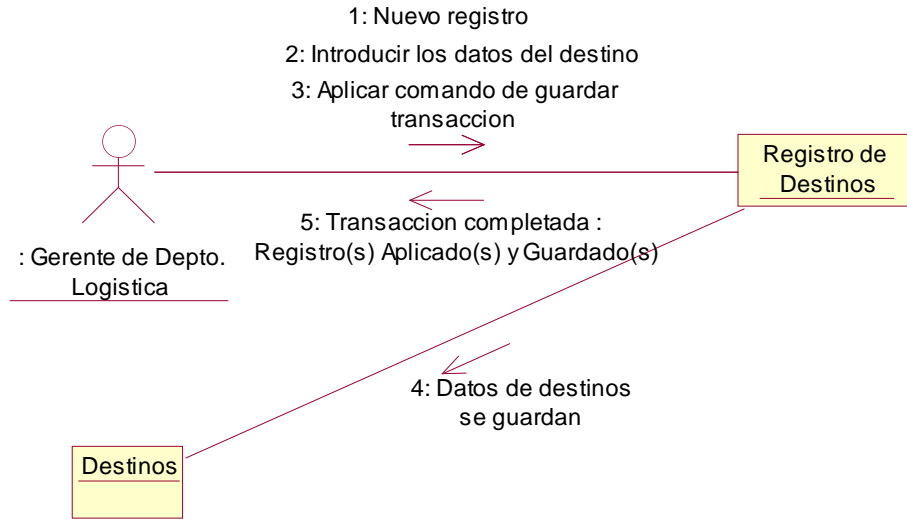 1: Nuevo registro
2: Introducir los datos del destino
3: Aplicar comando de guardar
transaccion
Registro de
Destinos
5: Transaccion completada :
Registro(s) Aplicado(s) y Guardado(s)
: Gerente de Depto.
Logistica
4: Datos de destinos
se guardan
Destinos